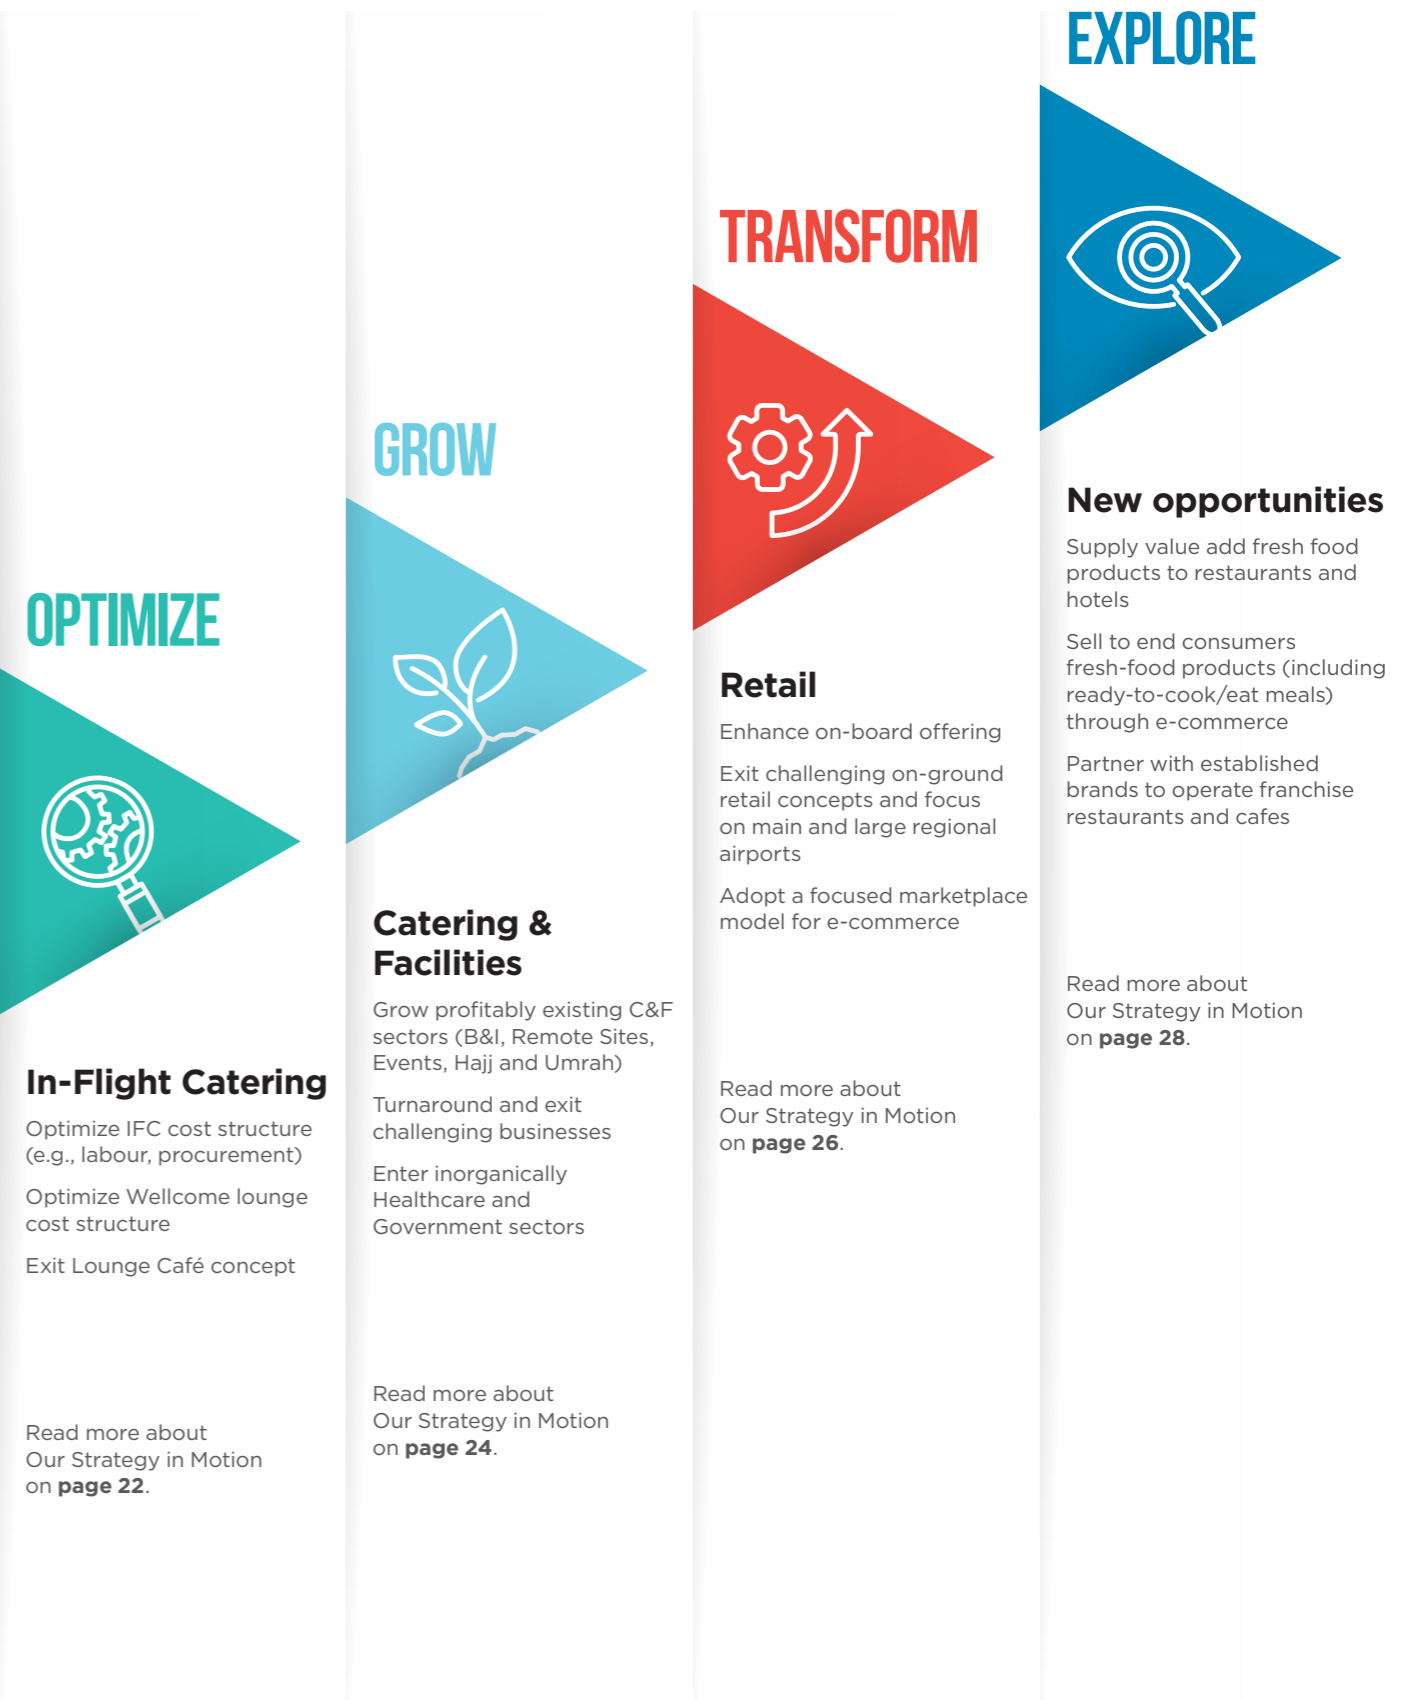 OPTIMIZE
In-Flight Catering
Optimize IFC cost structure
(e.g., labour, procurement)
Optimize Wellcome lounge
cost structure
Exit Lounge Café concept
Read more about
Our Strategy in Motion
on page 22.
GROW
Catering &
Facilities
Grow profitably existing C&F
sectors (B&I, Remote Sites,
Events, Hajj and Umrah)
Turnaround and exit
challenging businesses
Enter inorganically
Healthcare and
Government sectors
Read more about
Our Strategy in Motion
on page 24.
TRANSFORM
Retail
Enhance on-board offering
Exit challenging on-ground
retail concepts and focus
on main and large regional
airports
Adopt a focused marketplace
model for e-commerce
Read more about
Our Strategy in Motion
on page 26.
EXPLORE
New opportunities
Supply value add fresh food
products to restaurants and
hotels
Sell to end consumers
fresh-food products (including
ready-to-cook/eat meals)
through e-commerce
Partner with established
brands to operate franchise
restaurants and cafes
Read more about
Our Strategy in Motion
on page 28.